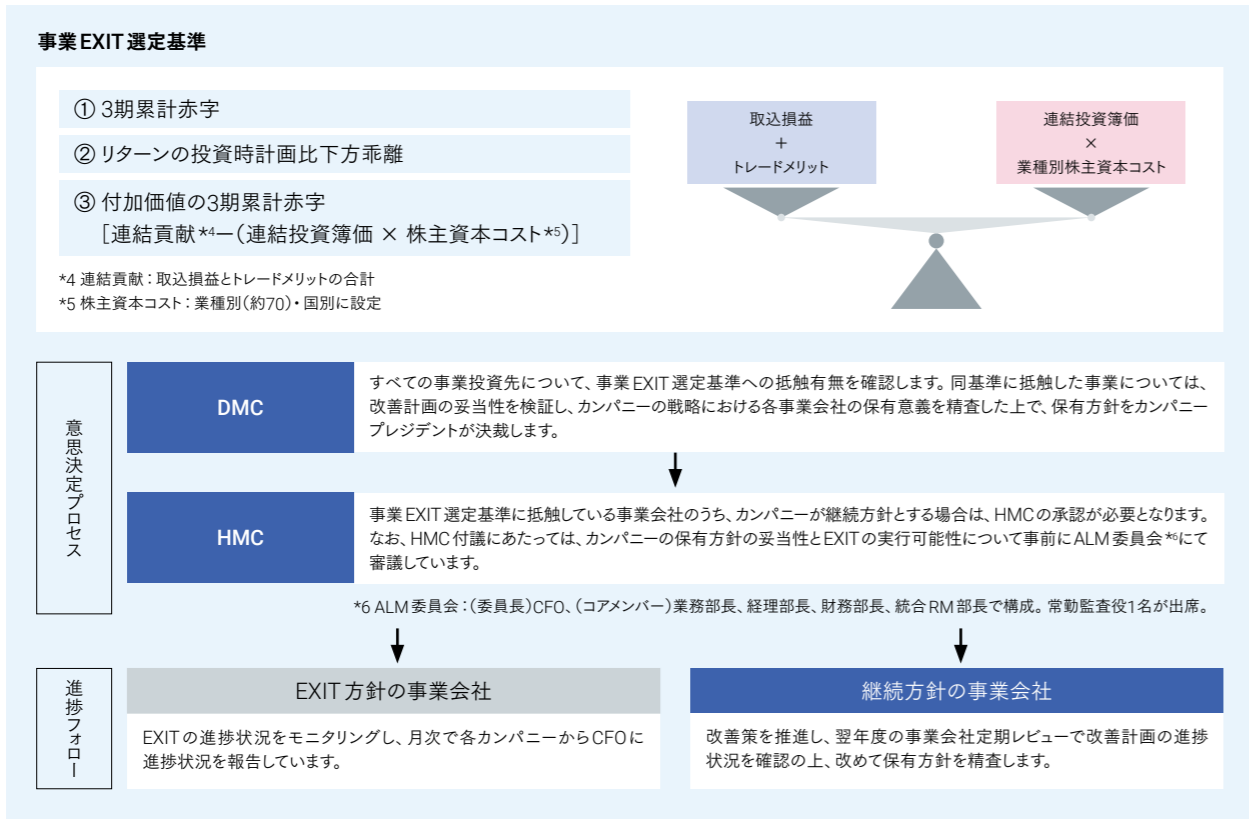 事業EXIT選定基準
① 3期累計赤字
② リターンの投資時計画比下方乖離
③ 付加価値の3期累計赤字
[連結貢献*4ー(連結投資簿価 × 株主資本コスト*5)]
*4 連結貢献：取込損益とトレードメリットの合計
*5 株主資本コスト：業種別(約70)・国別に設定
取込損益
+
トレードメリット
連結投資簿価
×
業種別株主資本コスト
意思決定プロセス
DMC
すべての事業投資先について、事業EXIT選定基準への抵触有無を確認します。同基準に抵触した事業については、
改善計画の妥当性を検証し、カンパニーの戦略における各事業会社の保有意義を精査した上で、保有方針をカンパニー
プレジデントが決裁します。
HMC
事業EXIT選定基準に抵触している事業会社のうち、カンパニーが継続方針とする場合は、HMCの承認が必要となります。
なお、HMC付議にあたっては、カンパニーの保有方針の妥当性とEXITの実行可能性について事前にALM委員会*6にて
審議しています。
*6 ALM委員会：(委員長)CFO、(コアメンバー)業務部長、経理部長、財務部長、統合RM部長で構成。常勤監査役1名が出席。
進捗フォロー
EXIT方針の事業会社
EXITの進捗状況をモニタリングし、月次で各カンパニーからCFOに
進捗状況を報告しています。
継続方針の事業会社
改善策を推進し、翌年度の事業会社定期レビューで改善計画の進捗
状況を確認の上、改めて保有方針を精査します。